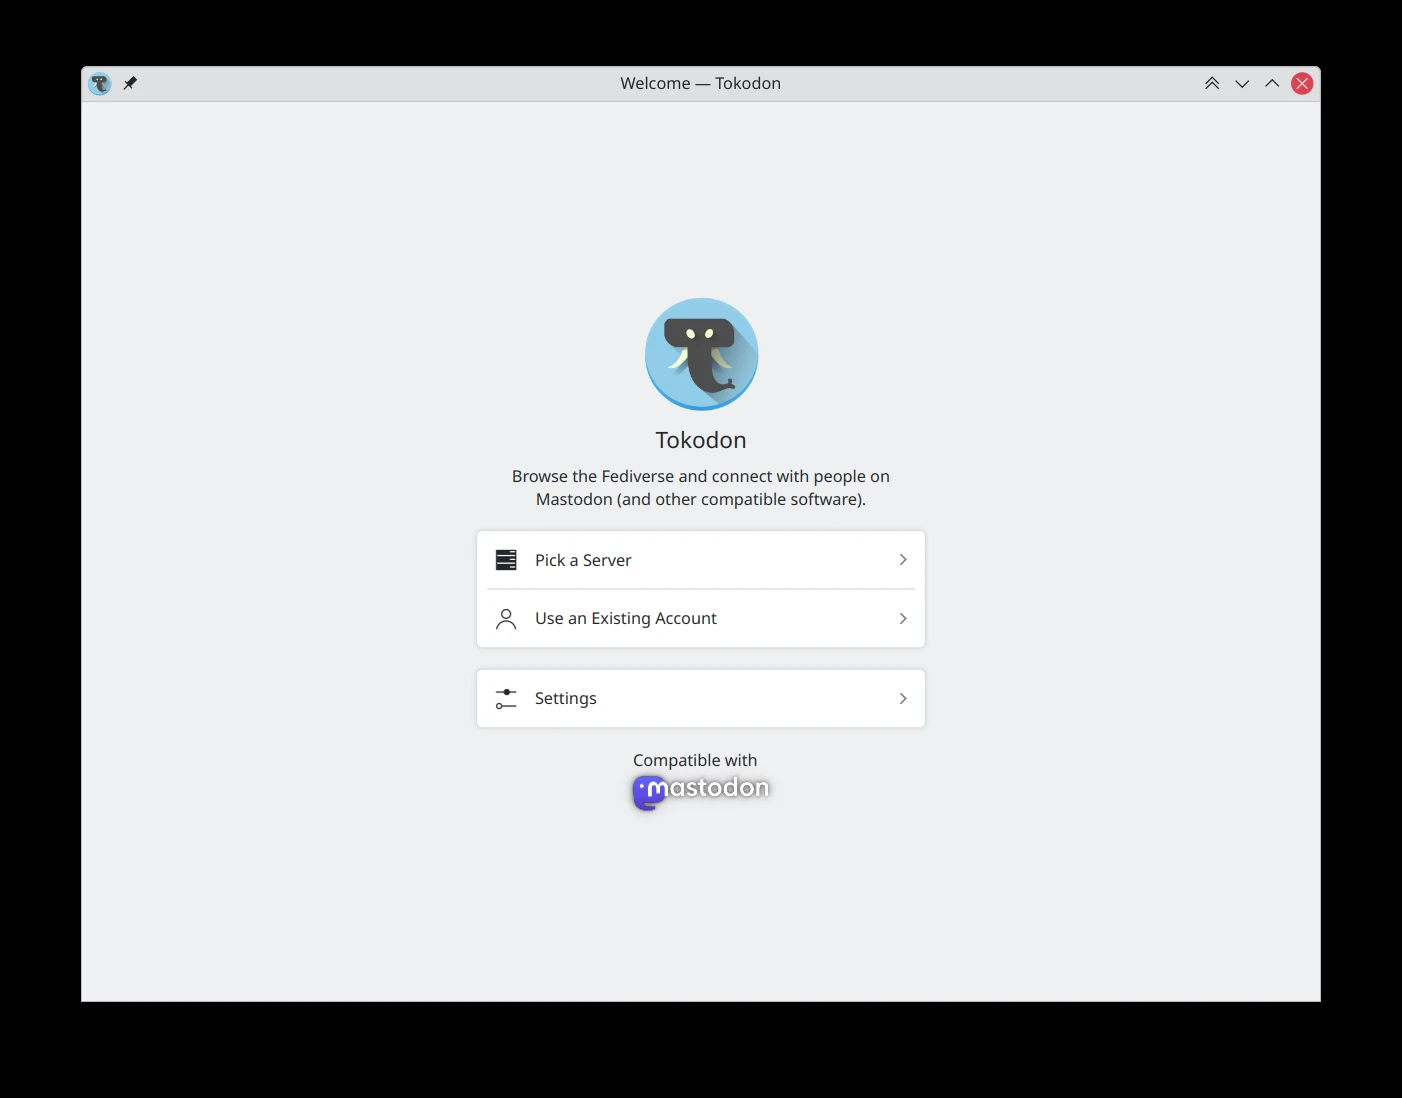 Welcome — Tokodon
Tokodon
Browse the Fediverse and connect with people on
Mastodon (and other compatible software).
Pick a Server
Use an Existing Account
Settings
Compatible with
mastodon